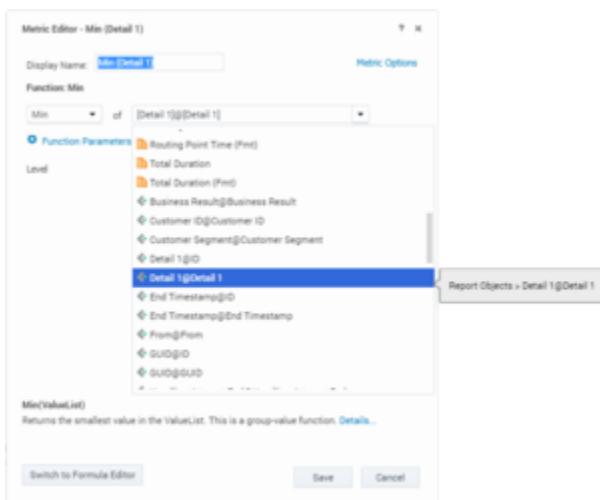 Metric Editor - Min (Detail 1)
? ×
Display Name: Min (Detail 1) Metric Options
Function: Min
Min of [Detail 1]@[Detail 1]
Function Parameters
Level
Routing Point Time (Fmt)
Total Duration
Total Duration (Fmt)
Business Result@Business Result
Customer ID@Customer ID
Customer Segment@Customer Segment
Detail 1@ID
Detail 1@Detail 1
Report Objects > Detail 1@Detail 1
End Timestamp@ID
End Timestamp@End Timestamp
From@From
GUID@ID
GUID@GUID
Min(ValueList)
Returns the smallest value in the ValueList. This is a group-value function. Details...
Switch to Formula Editor Save Cancel